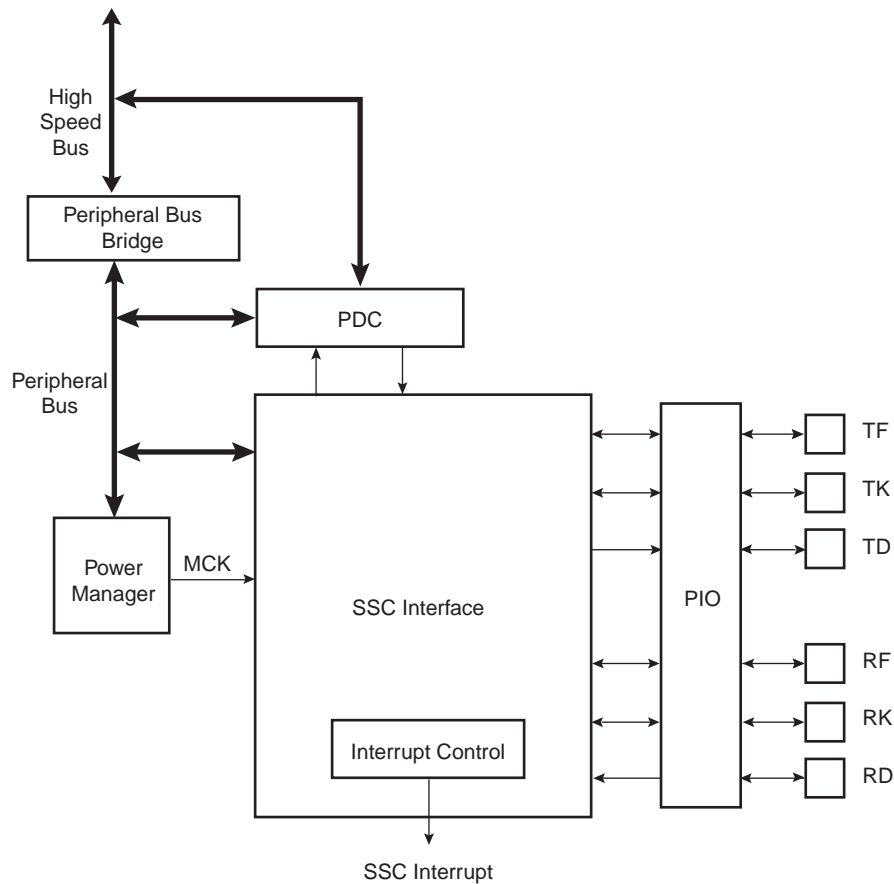 High
Speed
Bus
Peripheral Bus
Bridge
PDC
Peripheral
Bus
Power
Manager
MCK
SSC Interface
Interrupt Control
SSC Interrupt
PIO
TF
TK
TD
RF
RK
RD